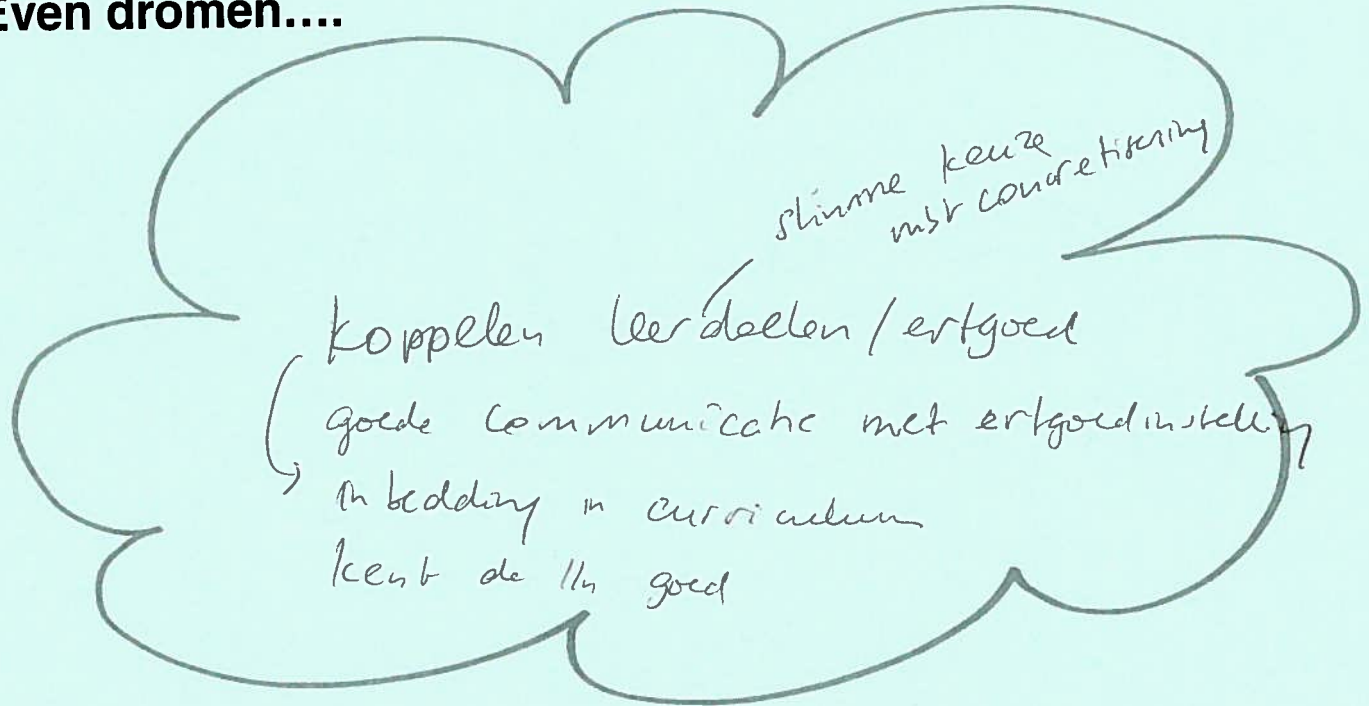 Even dromen....
slimme keuze
mbt concretisering
koppelen leerdoelen/erfgoed
goede communicatie met erfgoedinstelling
inbedding in curriculum
kent de lln goed